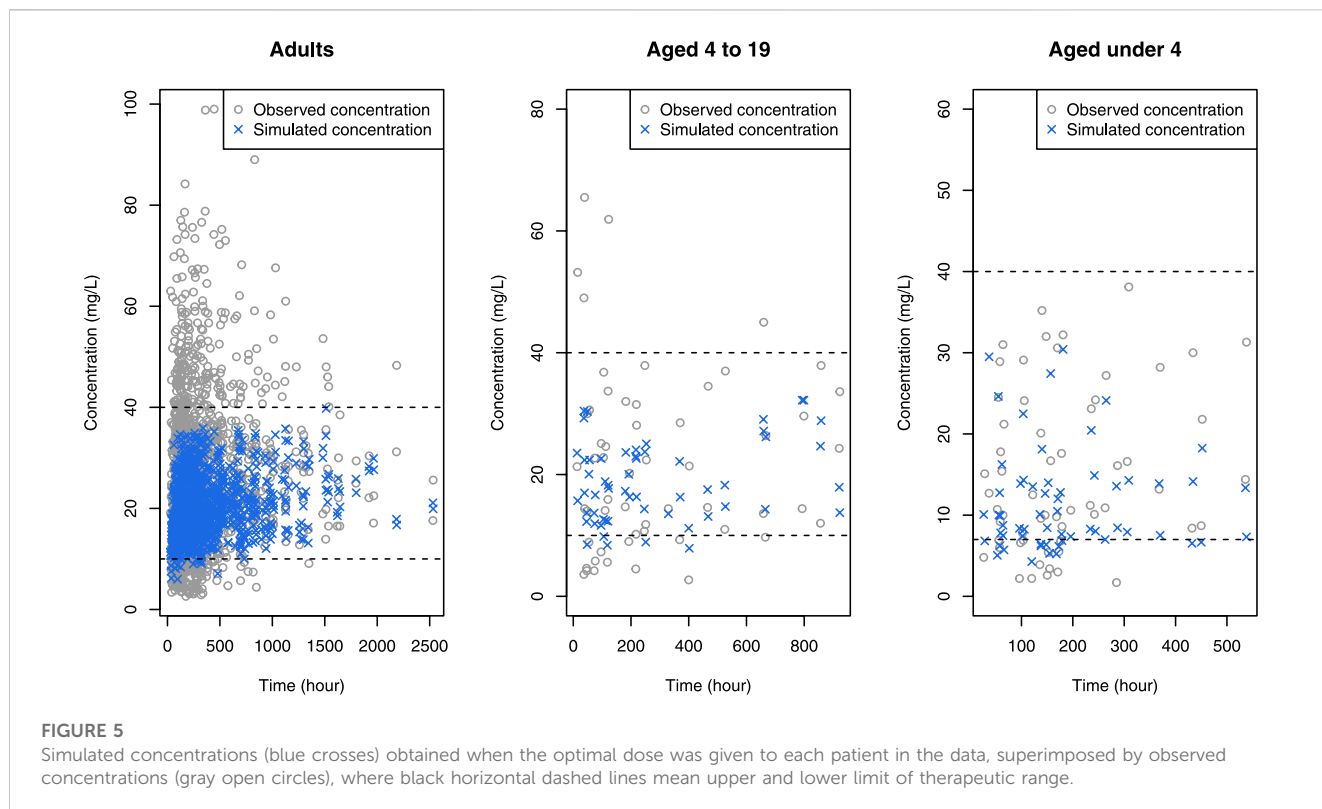 Adults
Concentration (mg/L)
0
20
40
60
80
100
Observed concentration
Simulated concentration
0
500
1000
1500
2000
2500
Time (hour)
Aged 4 to 19
Concentration (mg/L)
0
20
40
60
80
Observed concentration
Simulated concentration
0
200
400
600
800
Time (hour)
Aged under 4
Concentration (mg/L)
0
10
20
30
40
50
60
Observed concentration
Simulated concentration
100
200
300
400
500
Time (hour)
FIGURE 5
Simulated concentrations (blue crosses) obtained when the optimal dose was given to each patient in the data, superimposed by observed
concentrations (gray open circles), where black horizontal dashed lines mean upper and lower limit of therapeutic range.